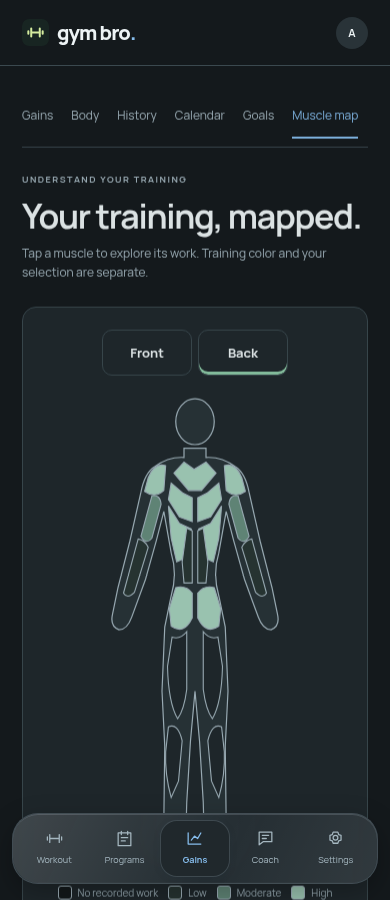 gym bro.
A
Gains Body History Calendar Goals Muscle map
UNDERSTAND YOUR TRAINING
Your training, mapped.
Tap a muscle to explore its work. Training color and your
selection are separate.
Front Back
Workout Programs Gains Coach Settings
No recorded work Low Moderate High